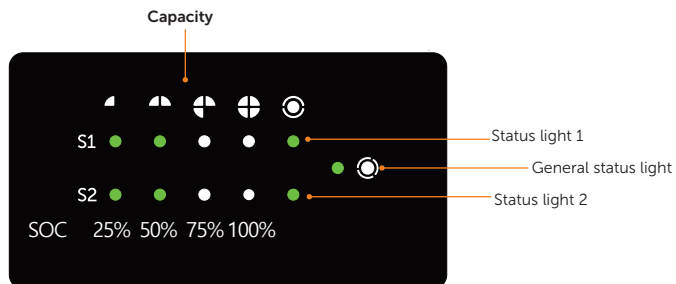 Capacity
S1
Status light 1
General status light
S2
Status light 2
SOC 25% 50% 75% 100%